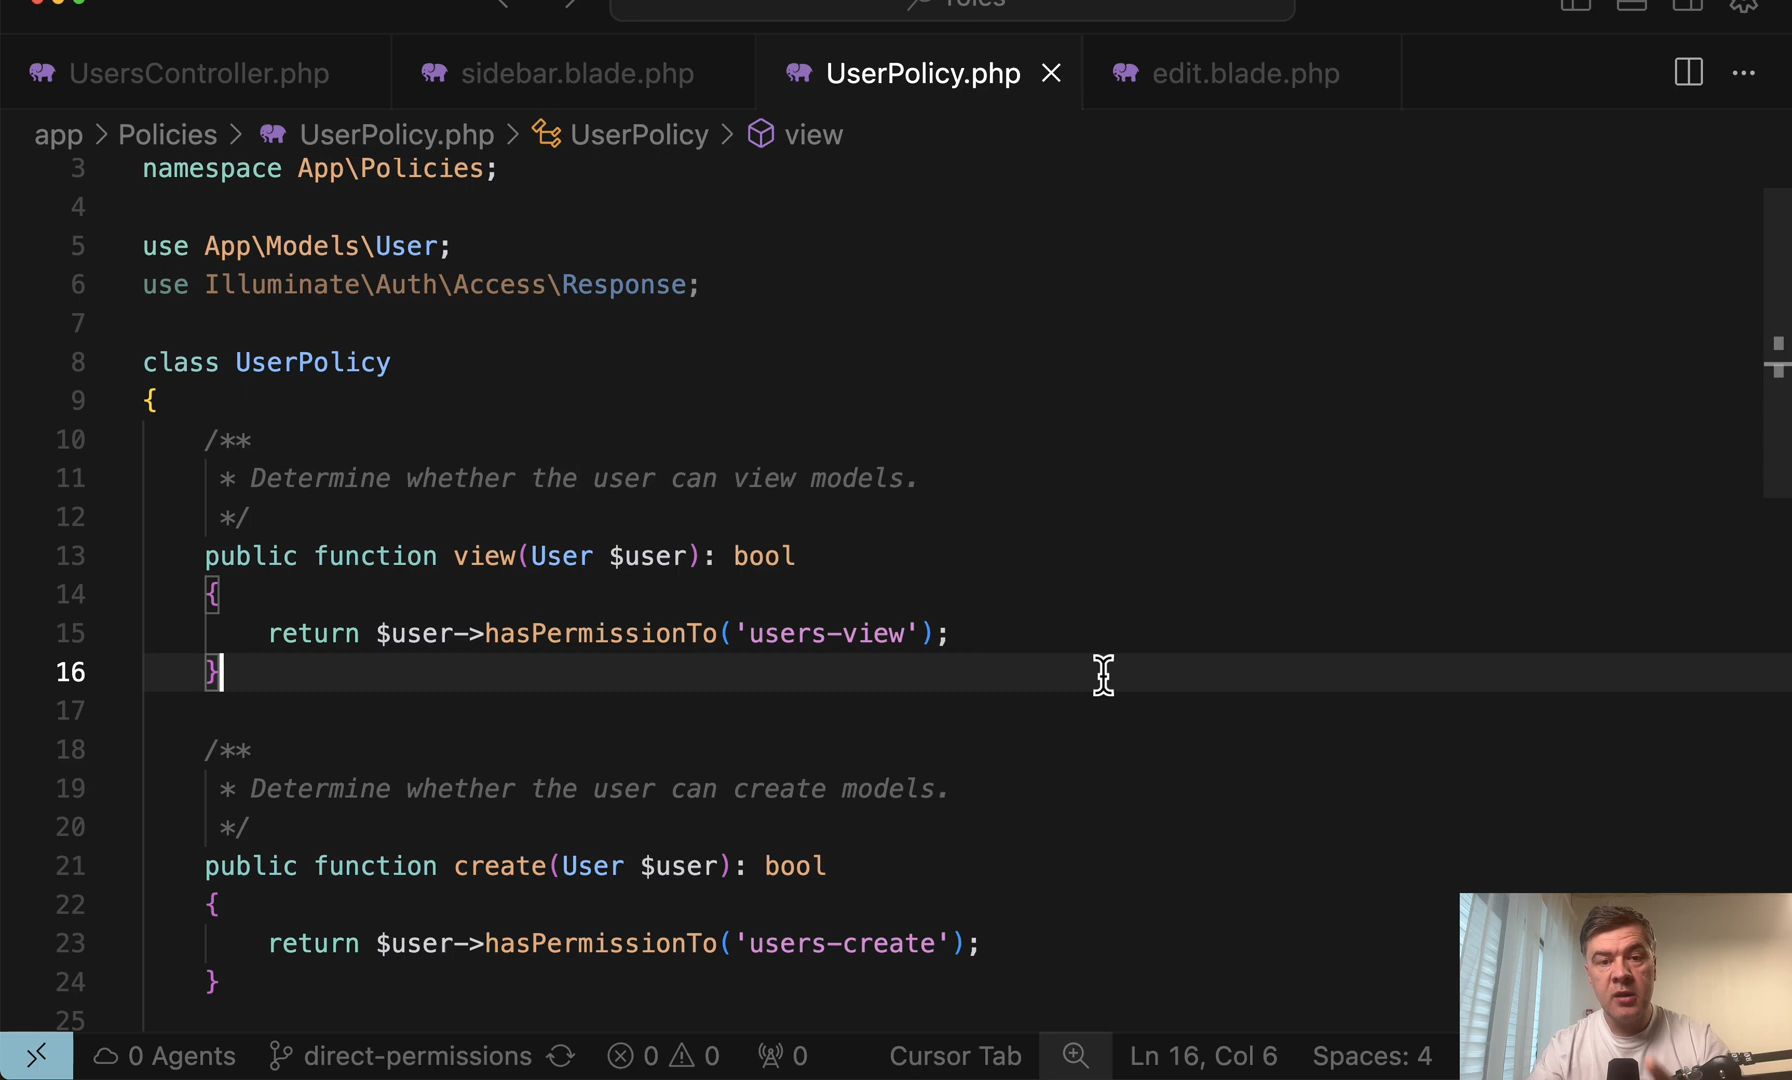 roles
UsersController.php
sidebar.blade.php
UserPolicy.php
edit.blade.php
app > Policies > UserPolicy.php > UserPolicy > view
3 namespace App\Policies;
4
5 use App\Models\User;
6 use Illuminate\Auth\Access\Response;
7
8 class UserPolicy
9 {
10 /**
11 * Determine whether the user can view models.
12 */
13 public function view(User $user): bool
14 {
15 return $user->hasPermissionTo('users-view');
16 }
17
18 /**
19 * Determine whether the user can create models.
20 */
21 public function create(User $user): bool
22 {
23 return $user->hasPermissionTo('users-create');
24 }
25
0 Agents direct-permissions 0 0 0 Cursor Tab Ln 16, Col 6 Spaces: 4